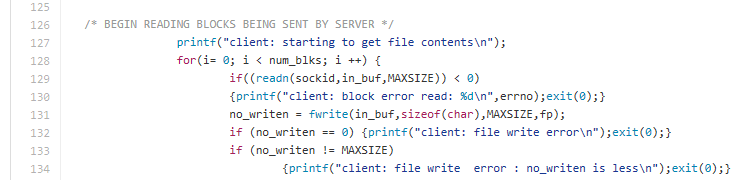 125
126 /* BEGIN READING BLOCKS BEING SENT BY SERVER */
127 printf("client: starting to get file contents\n");
128 for(i= 0; i < num_blks; i ++) {
129 if((readn(sockid,in_buf,MAXSIZE)) < 0)
130 {printf("client: block error read: %d\n",errno);exit(0);}
131 no_writen = fwrite(in_buf,sizeof(char),MAXSIZE,fp);
132 if (no_writen == 0) {printf("client: file write error\n");exit(0);}
133 if (no_writen != MAXSIZE)
134 {printf("client: file write  error : no_writen is less\n");exit(0);}